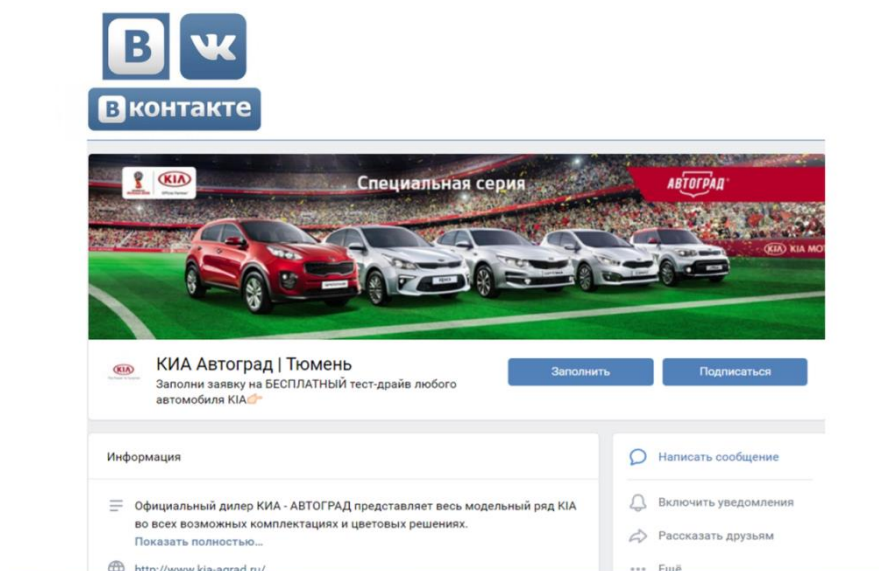 В
VK
В контакте
KIA
Специальная серия
АВТОГРАД
KIA
КИА Автоград | Тюмень
Заполни заявку на БЕСПЛАТНЫЙ тест-драйв любого
автомобиля KIA👉
Заполнить
Подписаться
Информация
Официальный дилер КИА - АВТОГРАД представляет весь модельный ряд KIA
во всех возможных комплектациях и цветовых решениях.
Показать полностью...
http://www.kia-agrad.ru/
Написать сообщение
Включить уведомления
Рассказать друзьям
Ещё